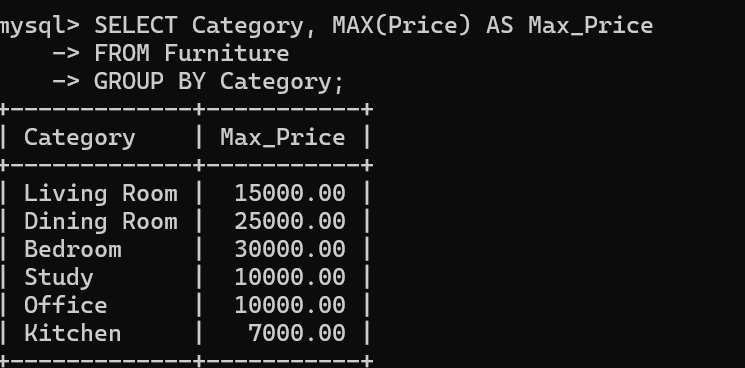 mysql> SELECT Category, MAX(Price) AS Max_Price
    -> FROM Furniture
    -> GROUP BY Category;
+-------------+-----------+
| Category    | Max_Price |
+-------------+-----------+
| Living Room |  15000.00 |
| Dining Room |  25000.00 |
| Bedroom     |  30000.00 |
| Study       |  10000.00 |
| Office      |  10000.00 |
| Kitchen     |   7000.00 |
+-------------+-----------+